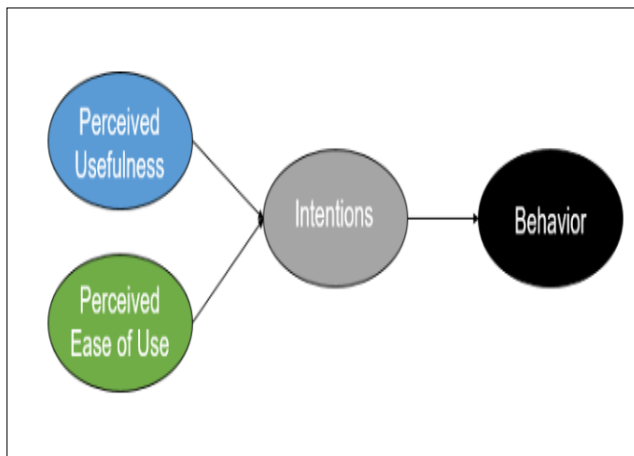 Perceived
Usefulness
Intentions
Behavior
Perceived
Ease of Use